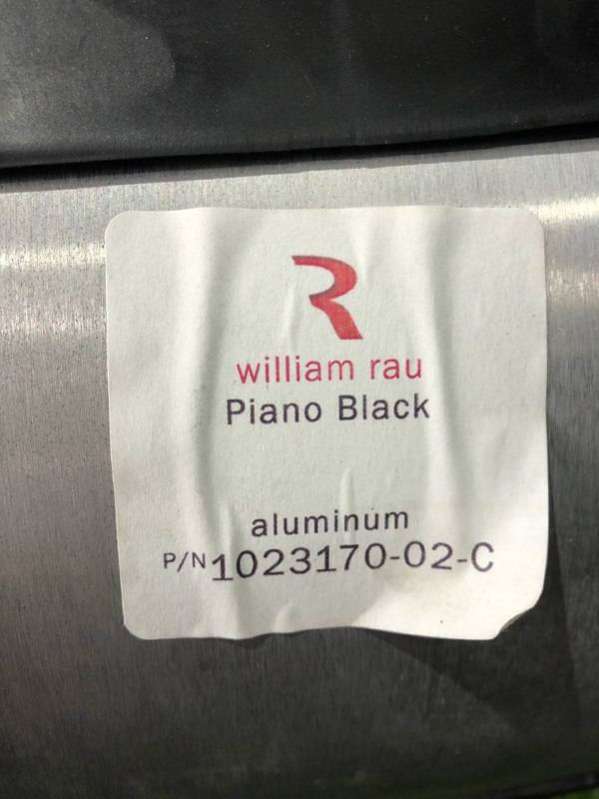 william rau
Piano Black
aluminum
P/N1023170-02-C